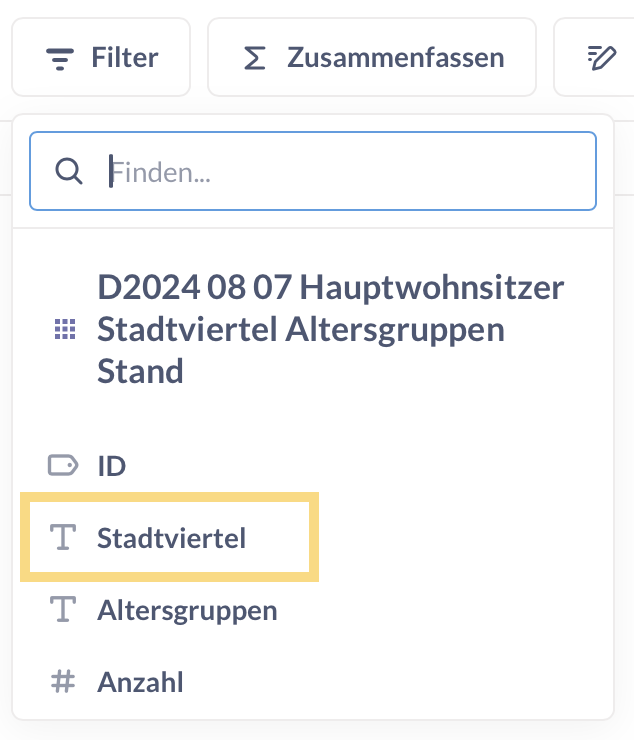 Filter
Zusammenfassen
Finden...
D2024 08 07 Hauptwohnsitzer
Stadtviertel Altersgruppen
Stand
ID
Stadtviertel
Altersgruppen
Anzahl